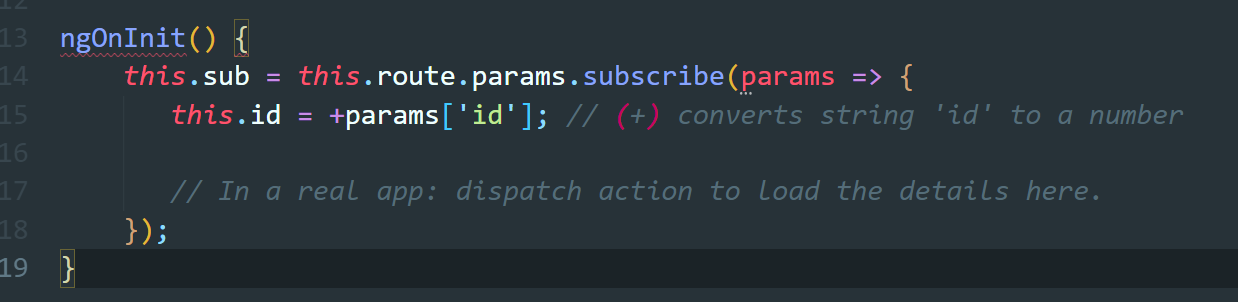 12
13 ngOnInit() {
14 this.sub = this.route.params.subscribe(params => {
15 this.id = +params['id']; // (+) converts string 'id' to a number
16
17 // In a real app: dispatch action to load the details here.
18 });
19 }